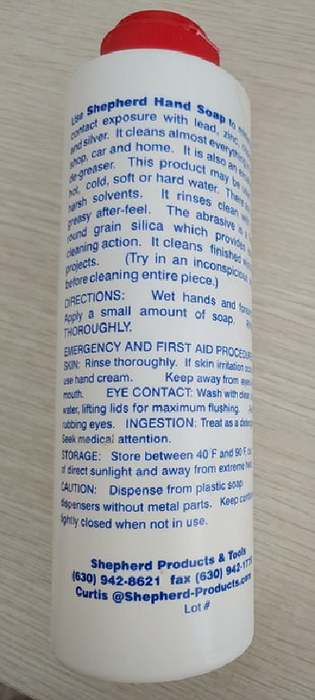 Use Shepherd Hand Soap to
contact exposure with lead, zinc,
and silver. It cleans almost everything
shop, car and home. It is also an
de-greaser. This product may be
hot, cold, soft or hard water. There
harsh solvents. It rinses clean
greasy after-feel. The abrasive
round grain silica which provides
cleaning action. It cleans finished
projects. (Try in an inconspicuous
before cleaning entire piece.)
DIRECTIONS: Wet hands and
Apply a small amount of soap.
THOROUGHLY.
EMERGENCY AND FIRST AID PROCEDUR
SKIN: Rinse thoroughly. If skin irritation
use hand cream. Keep away from eyes
mouth. EYE CONTACT: Wash with clean
water, lifting lids for maximum flushing.
rubbing eyes. INGESTION: Treat as a
Seek medical attention.
STORAGE: Store between 40°F and 90°F
of direct sunlight and away from extreme
CAUTION: Dispense from plastic soap
dispensers without metal parts. Keep
tightly closed when not in use.
Shepherd Products & Tools
(630) 942-8621 fax (630)
Curtis @Shepherd-Products.com
Lot #